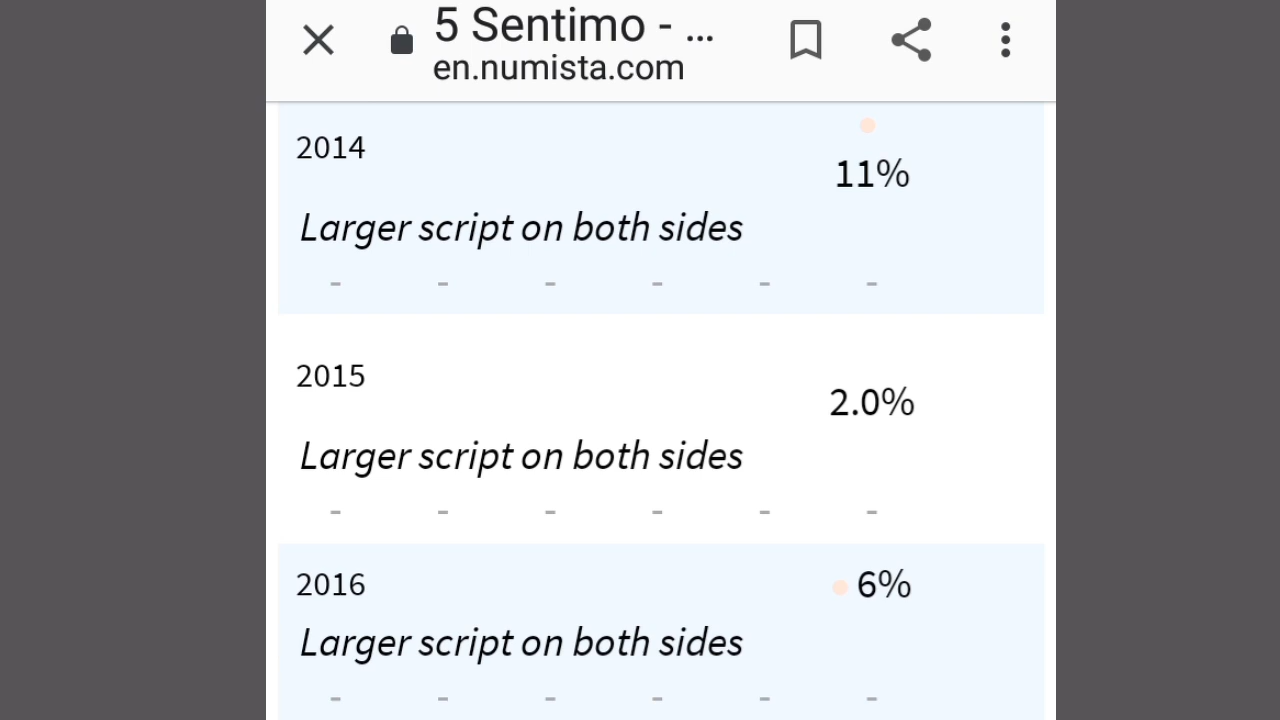 5 Sentimo - ...
en.numista.com
2014
11%
Larger script on both sides
- - - - - -
2015
2.0%
Larger script on both sides
- - - - - -
2016
6%
Larger script on both sides
- - - - - -